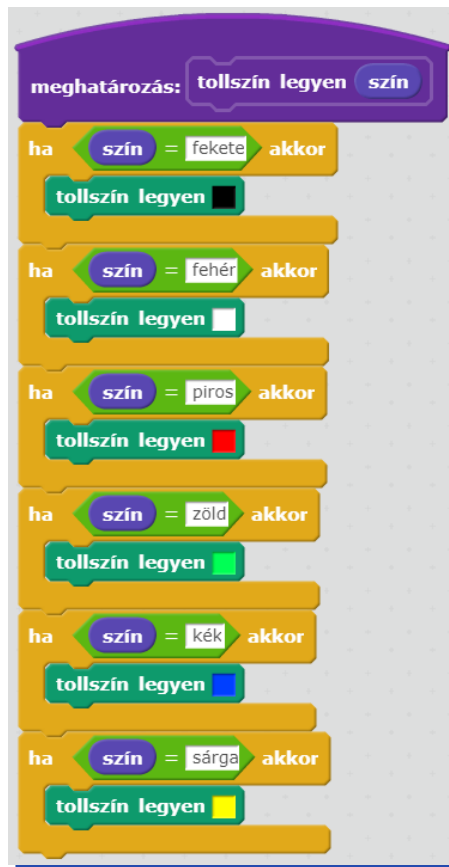 meghatározás: tollszín legyen szín
ha szín = fekete akkor
tollszín legyen
ha szín = fehér akkor
tollszín legyen
ha szín = piros akkor
tollszín legyen
ha szín = zöld akkor
tollszín legyen
ha szín = kék akkor
tollszín legyen
ha szín = sárga akkor
tollszín legyen